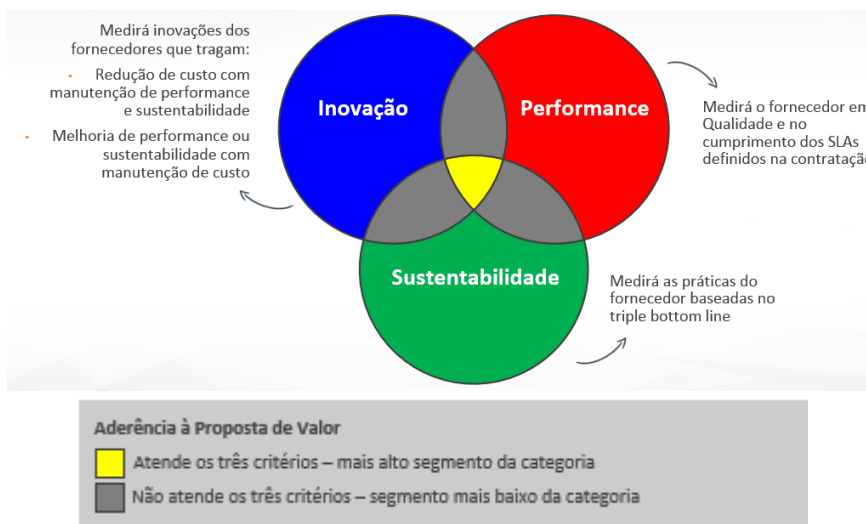 Medirá inovações dos
fornecedores que tragam:
• Redução de custo com
manutenção de performance
e sustentabilidade
• Melhoria de performance ou
sustentabilidade com
manutenção de custo
Inovação
Performance
Medirá o fornecedor em
Qualidade e no
cumprimento dos SLAs
definidos na contratação
Sustentabilidade
Medirá as práticas do
fornecedor baseadas no
triple bottom line
Aderência à Proposta de Valor
Atende os três critérios – mais alto segmento da categoria
Não atende os três critérios – segmento mais baixo da categoria